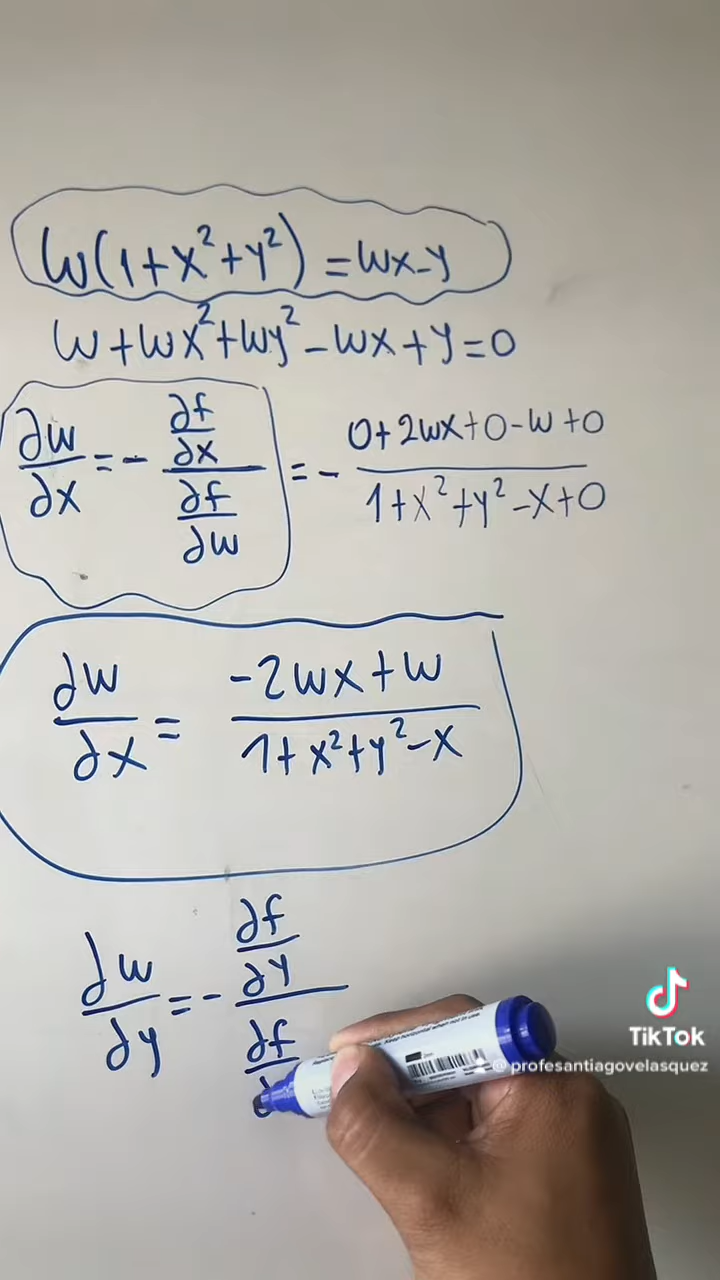 W(1+x²+y²)=wx-y
W+wx²+wy²-wx+y=0
∂w/∂x=-(∂f/∂x)/(∂f/∂w)=-(0+2wx+0-w+0)/(1+x²+y²-x+0)
∂w/∂x=(-2wx+w)/(1+x²+y²-x)
∂w/∂y=-(∂f/∂y)/(∂f/∂
TikTok
@profesantiagovelasquez